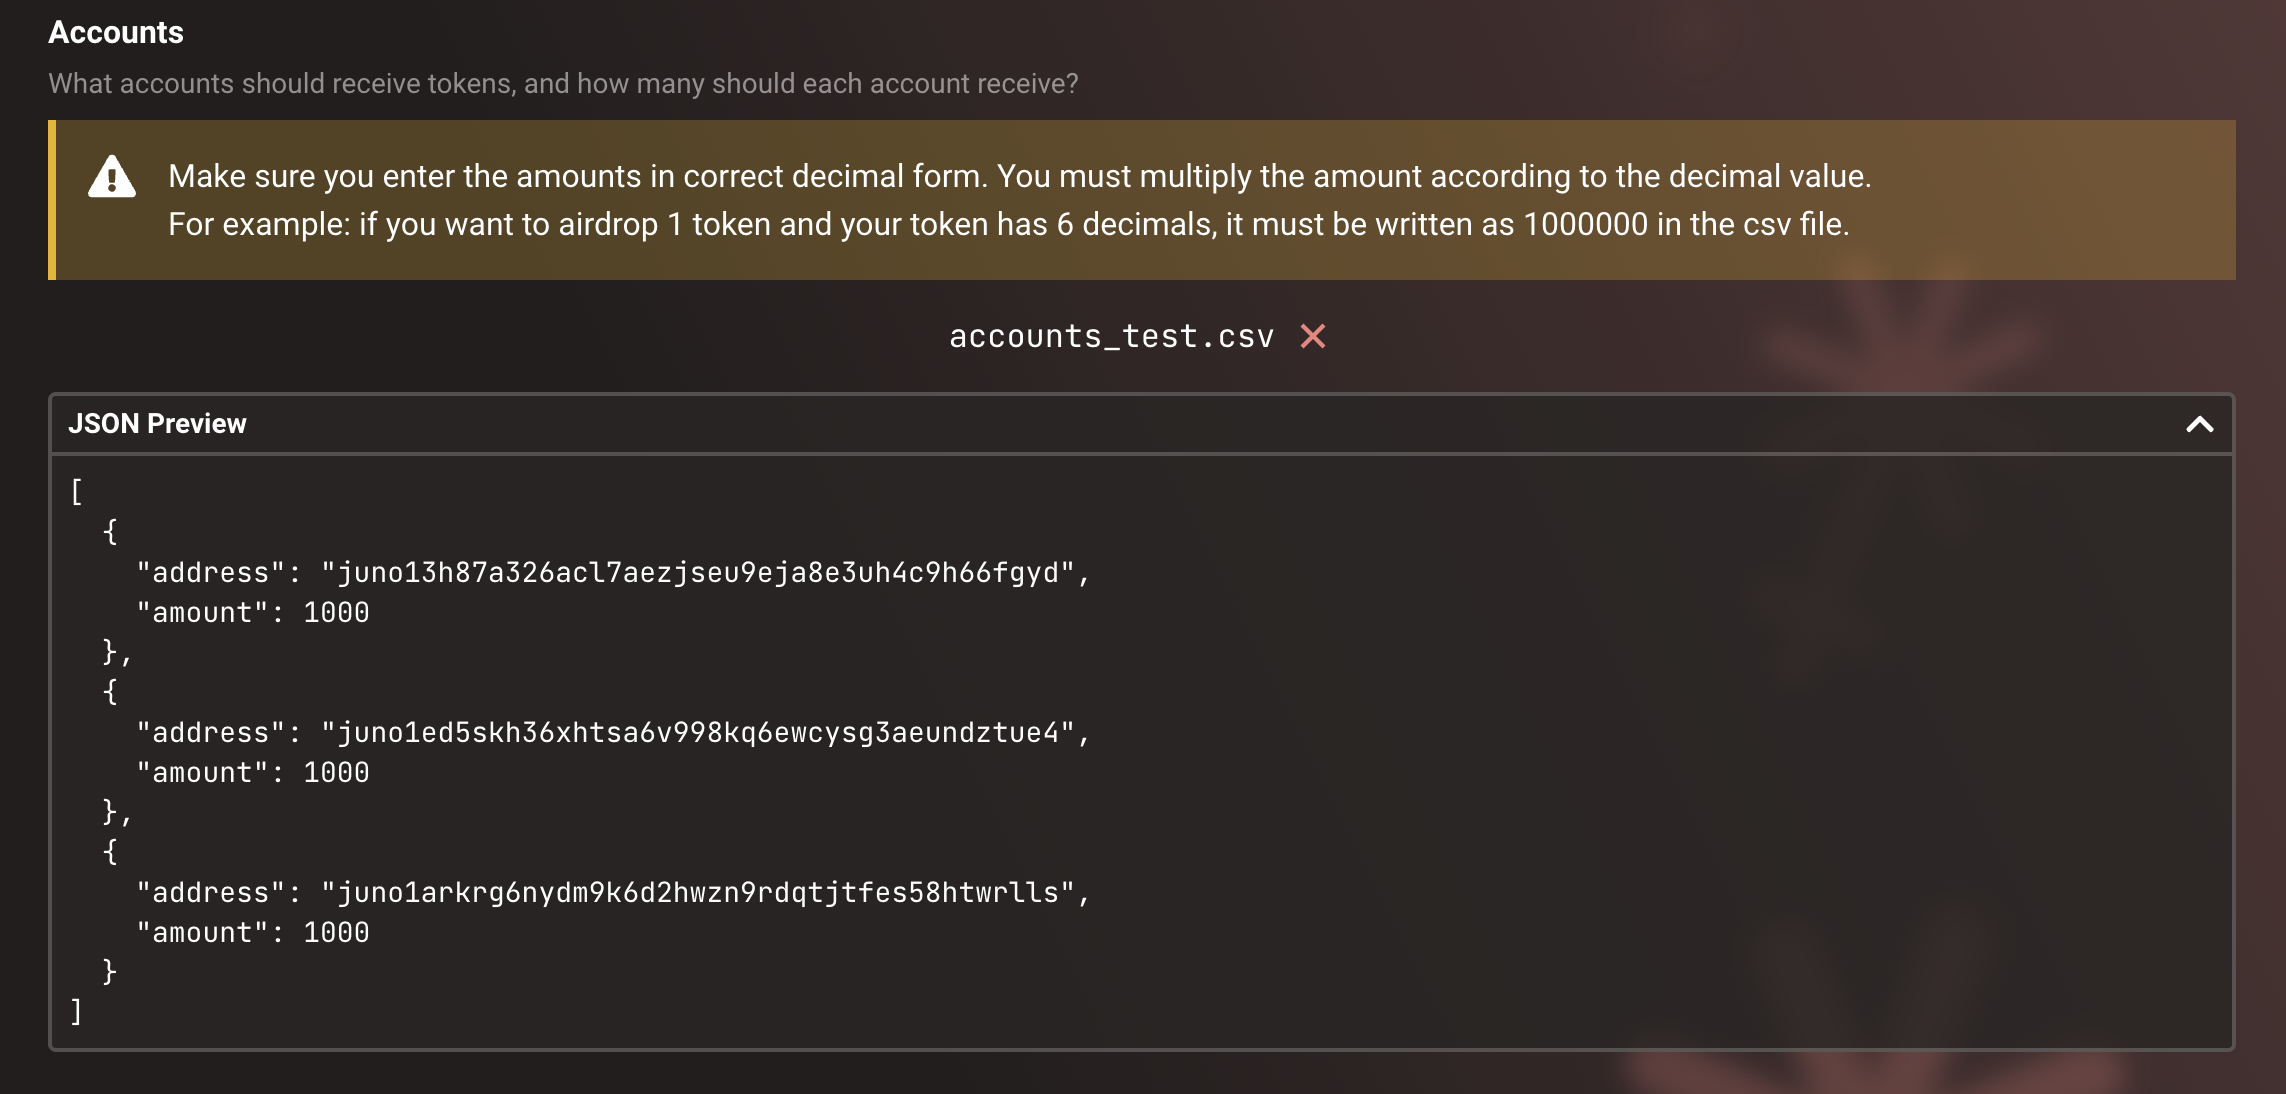 Accounts
What accounts should receive tokens, and how many should each account receive?
Make sure you enter the amounts in correct decimal form. You must multiply the amount according to the decimal value.
For example: if you want to airdrop 1 token and your token has 6 decimals, it must be written as 1000000 in the csv file.
accounts_test.csv
JSON Preview
[
  {
    "address": "juno13h87a326acl7aezjseu9eja8e3uh4c9h66fgyd",
    "amount": 1000
  },
  {
    "address": "juno1ed5skh36xhtsa6v998kq6ewcysg3aeundztue4",
    "amount": 1000
  },
  {
    "address": "juno1arkrg6nydm9k6d2hwzn9rdqtjtfes58htwrlls",
    "amount": 1000
  }
]